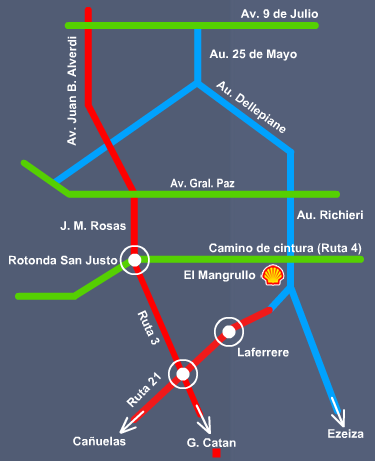 Av. 9 de Julio
Av. Juan B. Alverdi
Au. 25 de Mayo
Au. Dellepiane
Av. Gral. Paz
J. M. Rosas
Au. Richieri
Camino de cintura (Ruta 4)
Rotonda San Justo
El Mangrullo
Ruta 3
Laferrere
Ruta 21
Cañuelas
G. Catan
Ezeiza